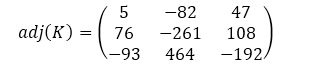 adj(K) = ( 5 −82 47
76 −261 108
−93 464 −192 )